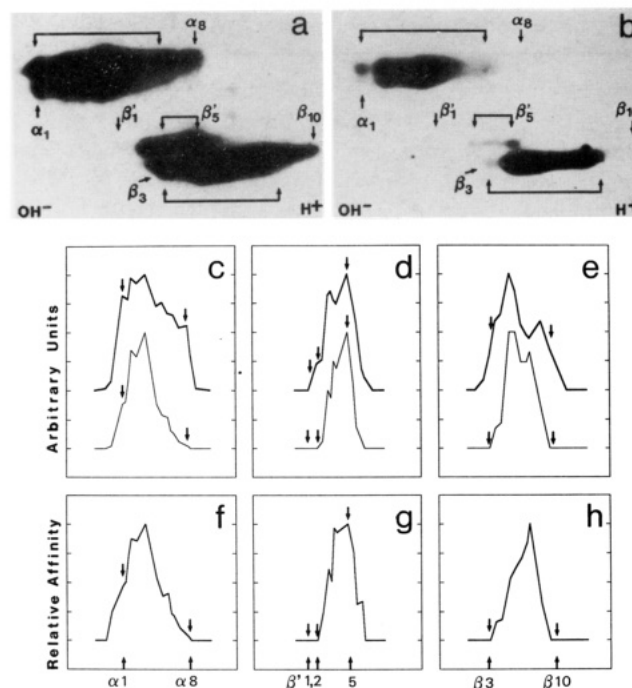 a
α8
α1
β'1
β'5
β10
β3
OH⁻
H⁺
b
α8
α1
β'1
β'5
β1
β3
OH⁻
H⁺
c
d
e
Arbitrary Units
f
g
h
Relative Affinity
α1
α8
β' 1,2
5
β3
β10